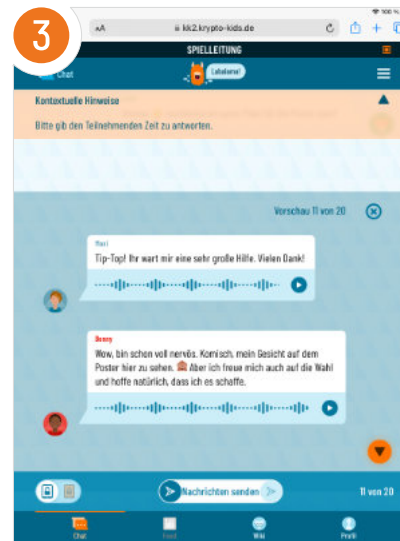 3
100 %
AA
kk2.krypto-kids.de
SPIELLEITUNG
Chat
Lobalone!
Kontextuelle Hinweise
Bitte gib den Teilnehmenden Zeit zu antworten.
Vorschau 11 von 20
Tip-Top! Ihr wart mir eine sehr große Hilfe. Vielen Dank!
Wow, bin schon voll nervös. Komisch, mein Gesicht auf dem
Poster hier zu sehen. 🙈 Aber ich freue mich auch auf die Wahl
und hoffe natürlich, dass ich es schaffe.
Nachrichten senden
11 von 20
Chat
Feed
Wiki
Profil